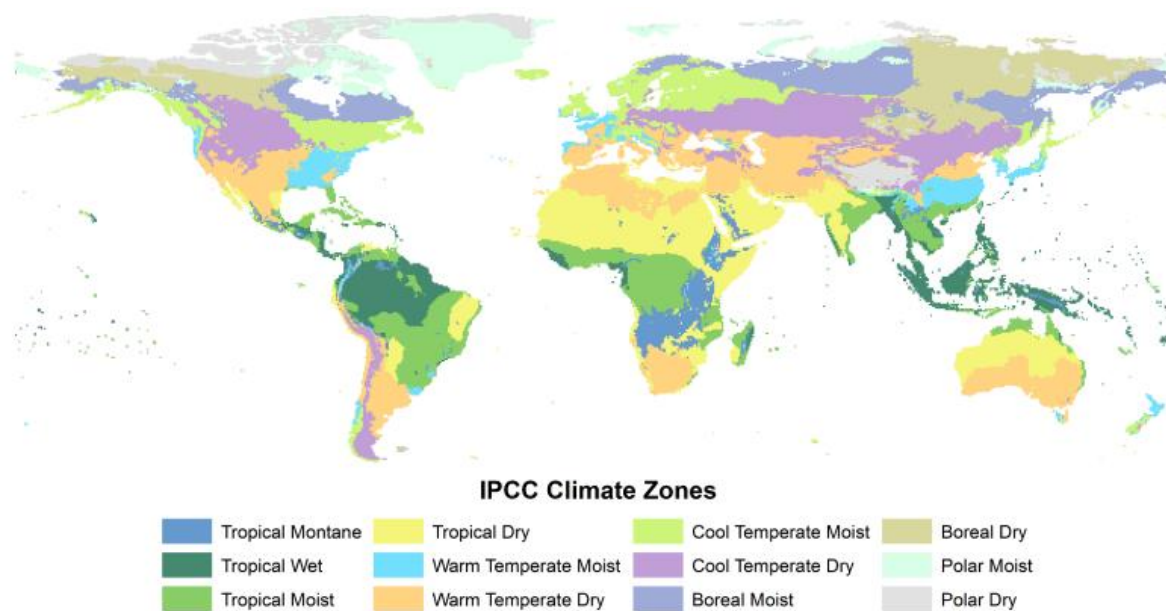 IPCC Climate Zones
Tropical Montane Tropical Dry Cool Temperate Moist Boreal Dry
Tropical Wet Warm Temperate Moist Cool Temperate Dry Polar Moist
Tropical Moist Warm Temperate Dry Boreal Moist Polar Dry